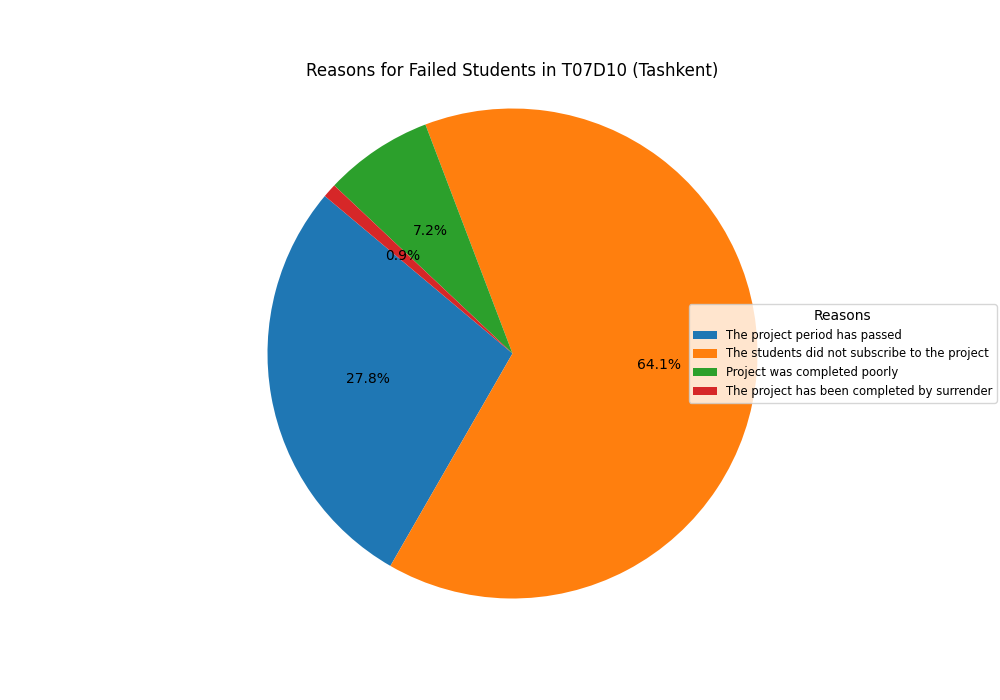 Reasons for Failed Students in T07D10 (Tashkent)
7.2%
0.9%
27.8%
64.1%
Reasons
The project period has passed
The students did not subscribe to the project
Project was completed poorly
The project has been completed by surrender